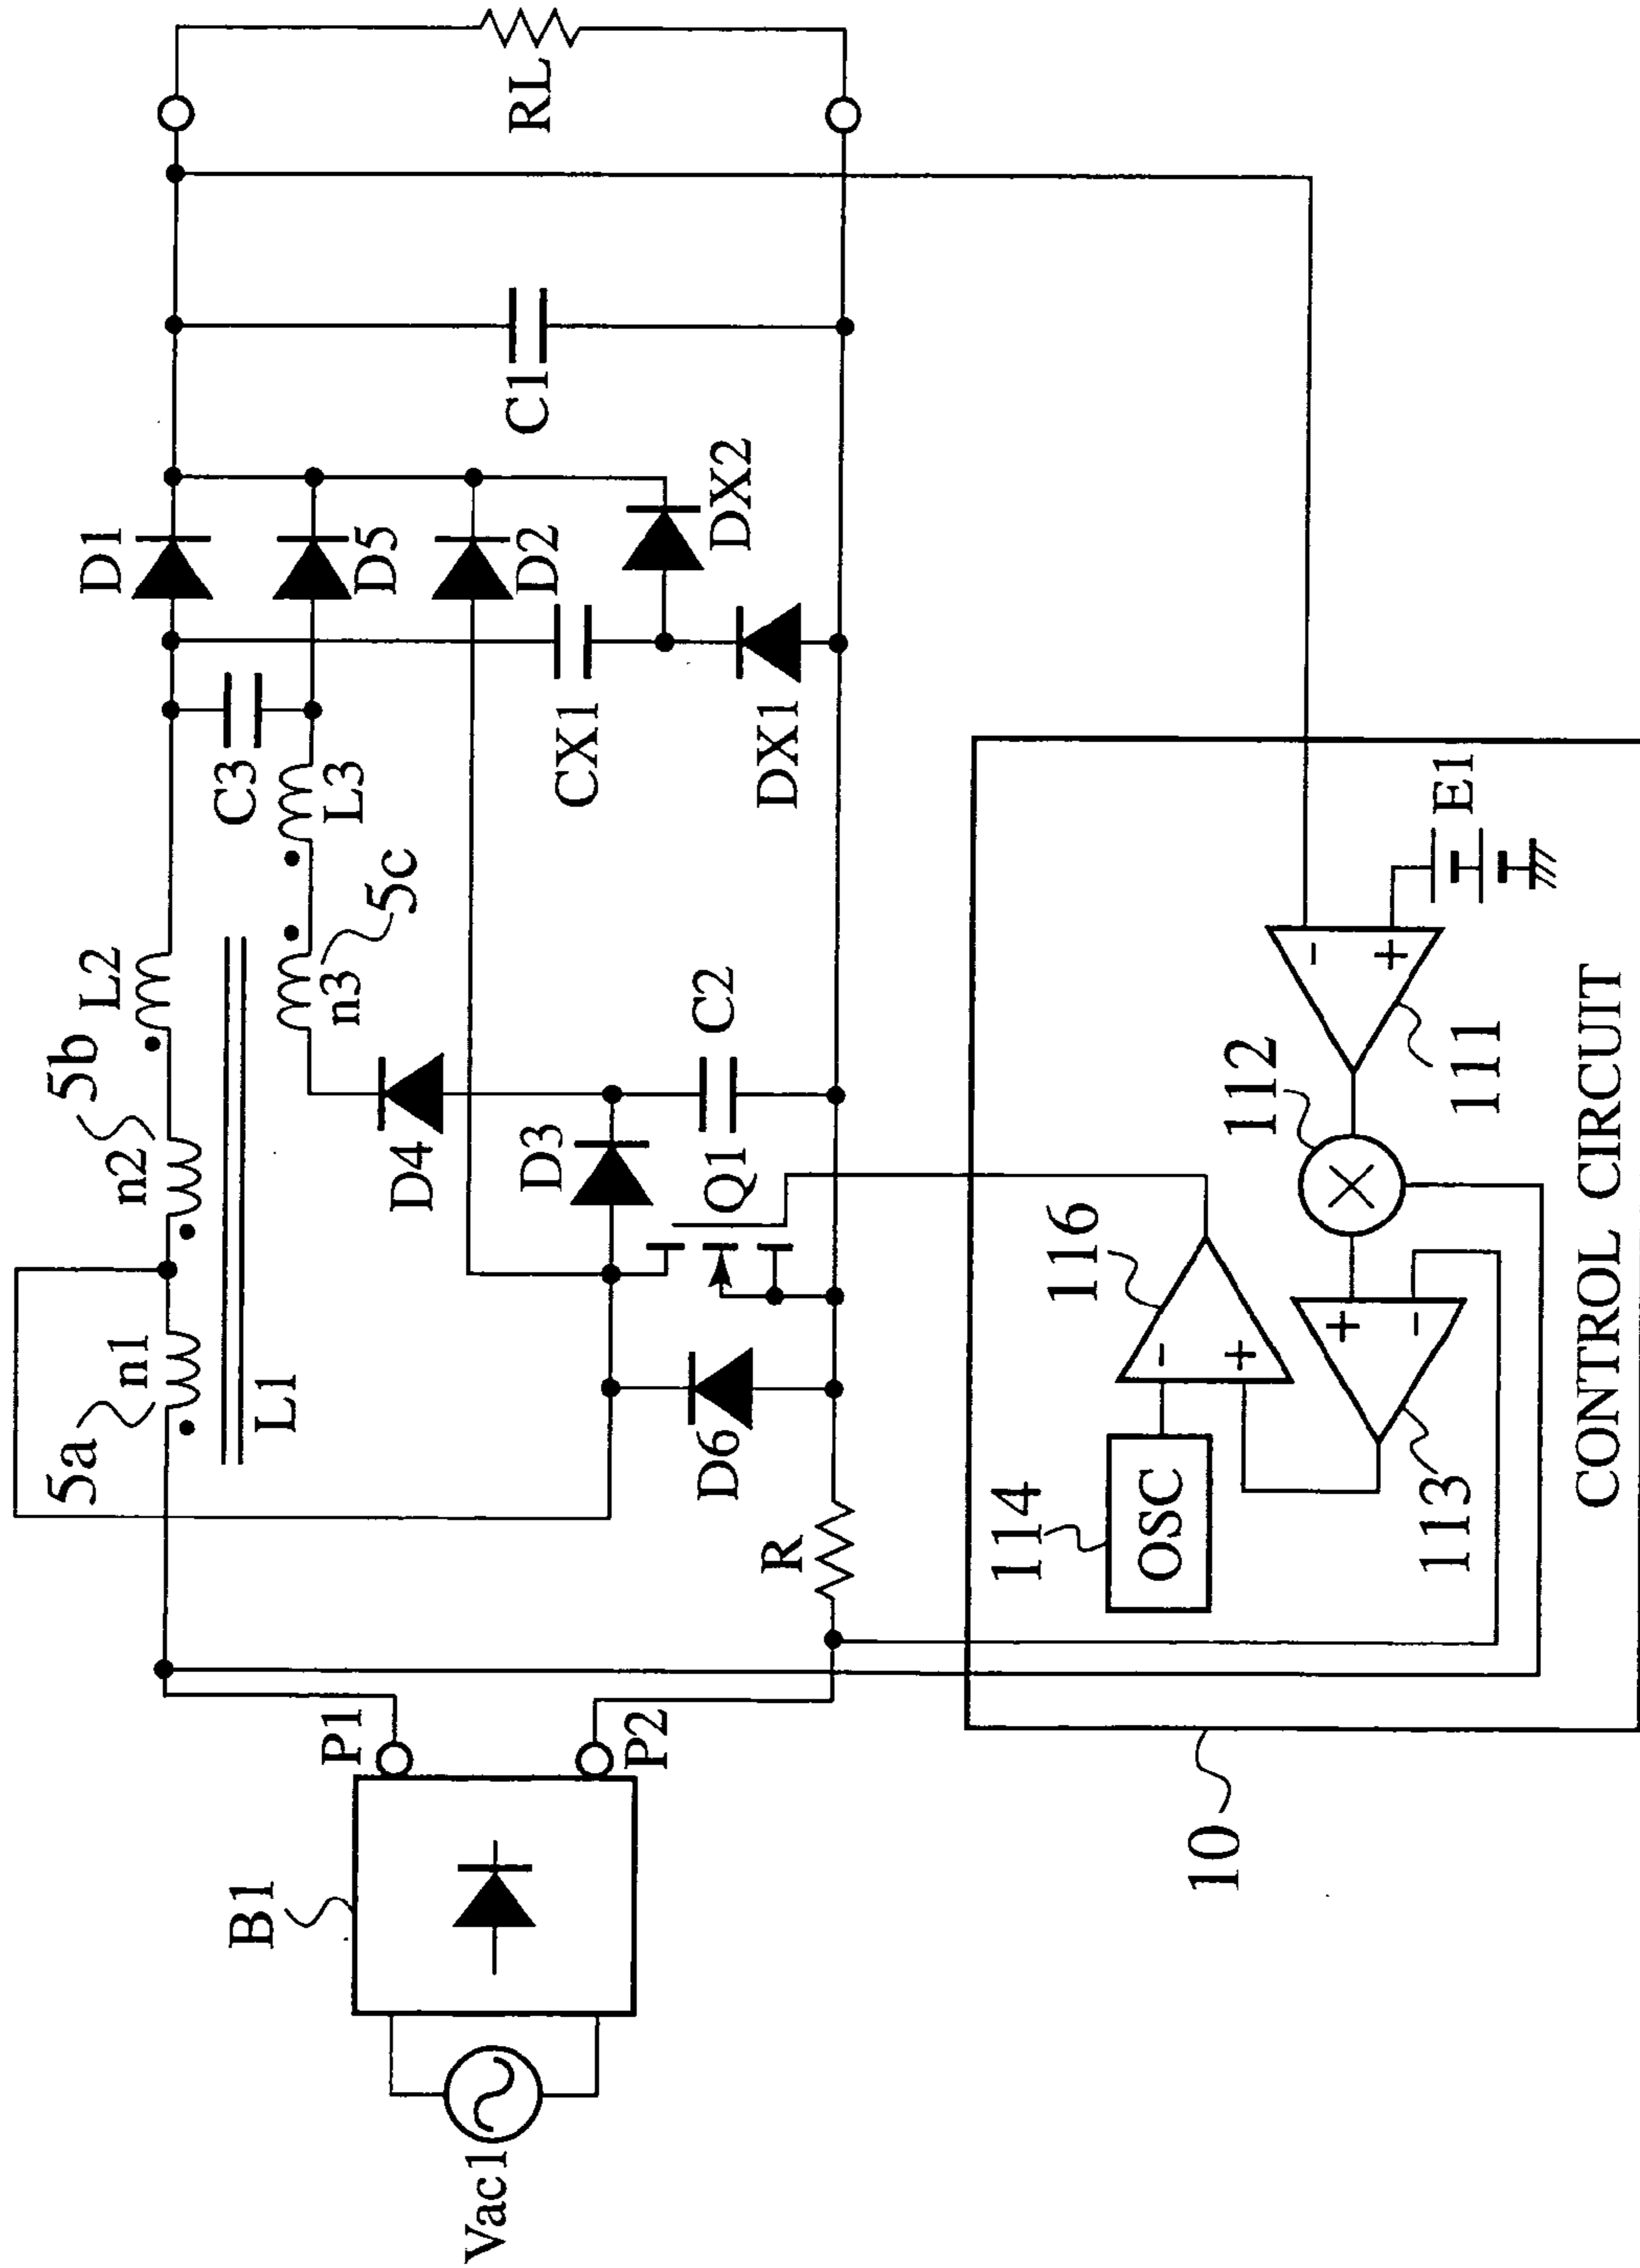 Vac1
B1
P1
P2
5a
n1
5b
n2
L2
L1
n3
5c
L3
C3
D1
D5
D2
DX2
CX1
DX1
C1
RL
D4
D3
C2
Q1
D6
R
10
114
OSC
116
- +
113
+ -
112
111
- +
E1
CONTROL CIRCUIT